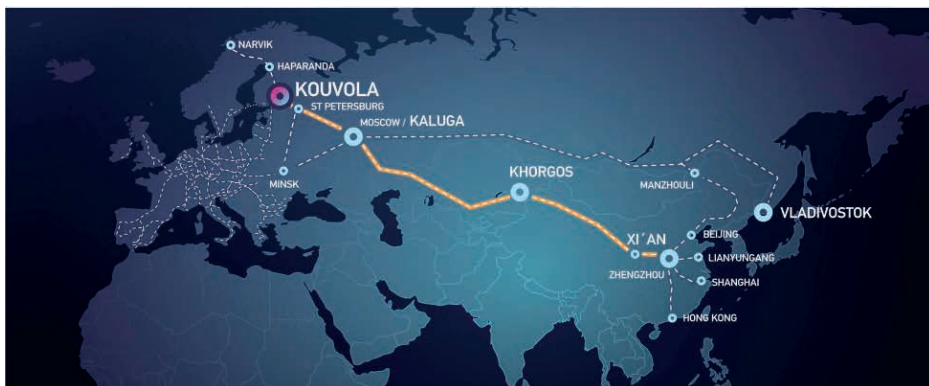 NARVIK
HAPARANDA
KOUVOLA
ST PETERSBURG
MOSCOW / KALUGA
MINSK
KHORGOS
MANZHOULI
VLADIVOSTOK
BEIJING
XI´AN
LIANYUNGANG
ZHENGZHOU
SHANGHAI
HONG KONG